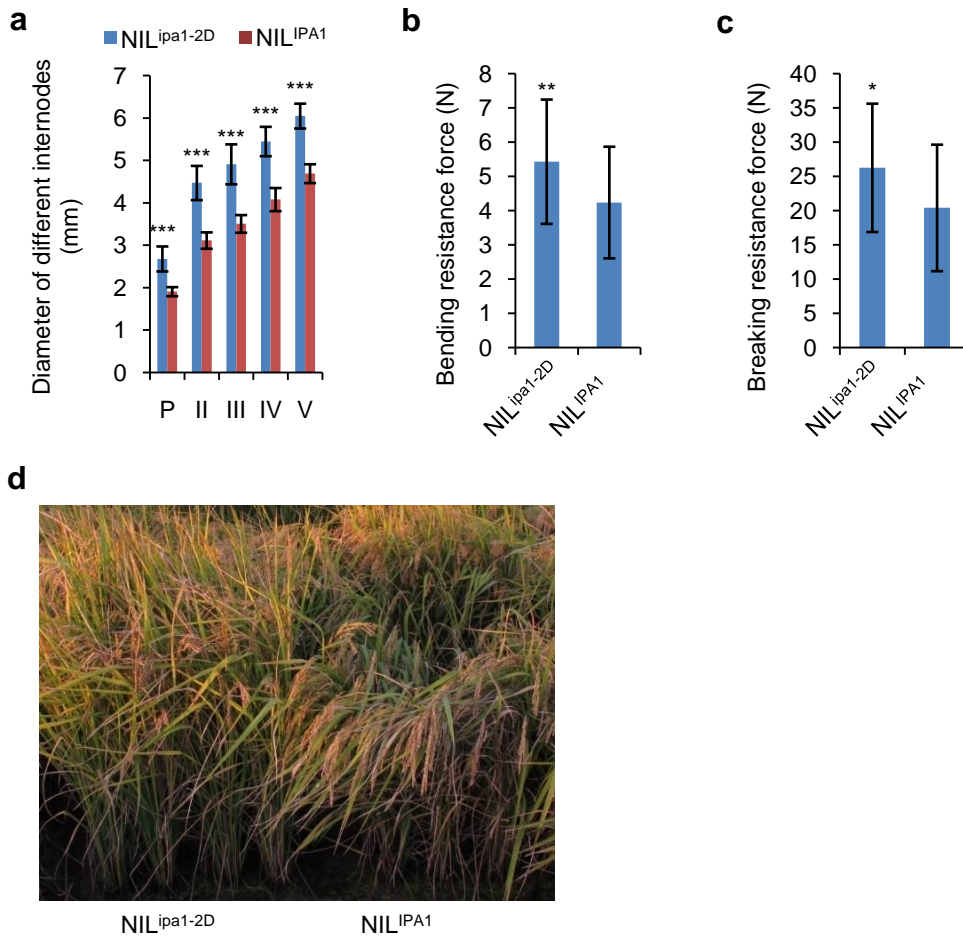 a
NIL^ipa1-2D NIL^IPA1
Diameter of different internodes
(mm)
7
6
5
4
3
2
1
0
*** *** *** *** ***
P II III IV V
b
Bending resistance force (N)
8
7
6
5
4
3
2
1
0
**
NIL^ipa1-2D
NIL^IPA1
c
Breaking resistance force (N)
40
35
30
25
20
15
10
5
0
*
NIL^ipa1-2D
NIL^IPA1
d
NIL^ipa1-2D NIL^IPA1